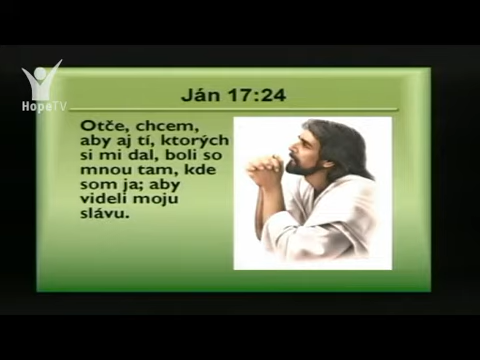 HopeTV
Ján 17:24
Otče, chcem,
aby aj tí, ktorých
si mi dal, boli so
mnou tam, kde
som ja; aby
videli moju
slávu.